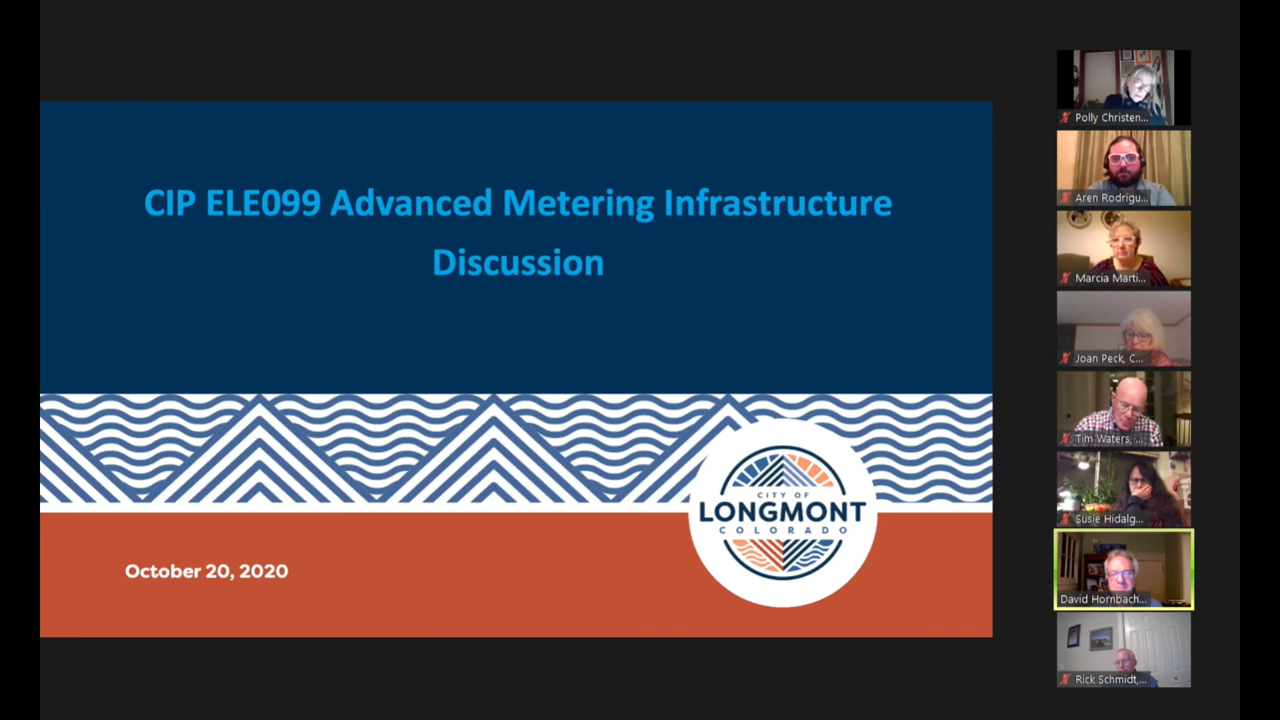 CIP ELE099 Advanced Metering Infrastructure
Discussion
CITY OF
LONGMONT
COLORADO
October 20, 2020
Polly Christen...
Aren Rodrigu...
Marcia Marti...
Joan Peck, C...
Tim Waters, ...
Susie Hidalg...
David Hornbach...
Rick Schmidt,...